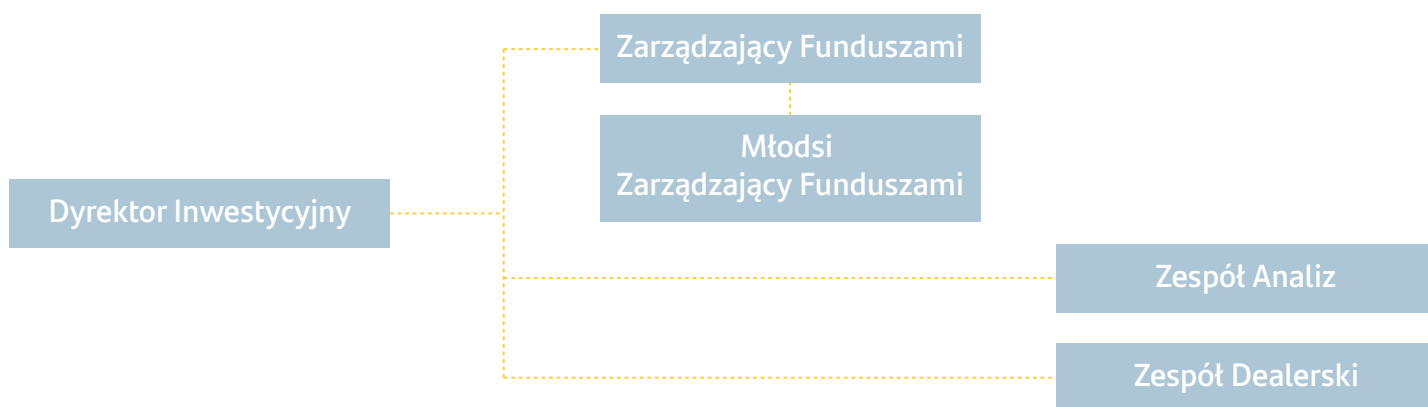 Zarządzający Funduszami
Młodsi
Zarządzający Funduszami
Dyrektor Inwestycyjny
Zespół Analiz
Zespół Dealerski